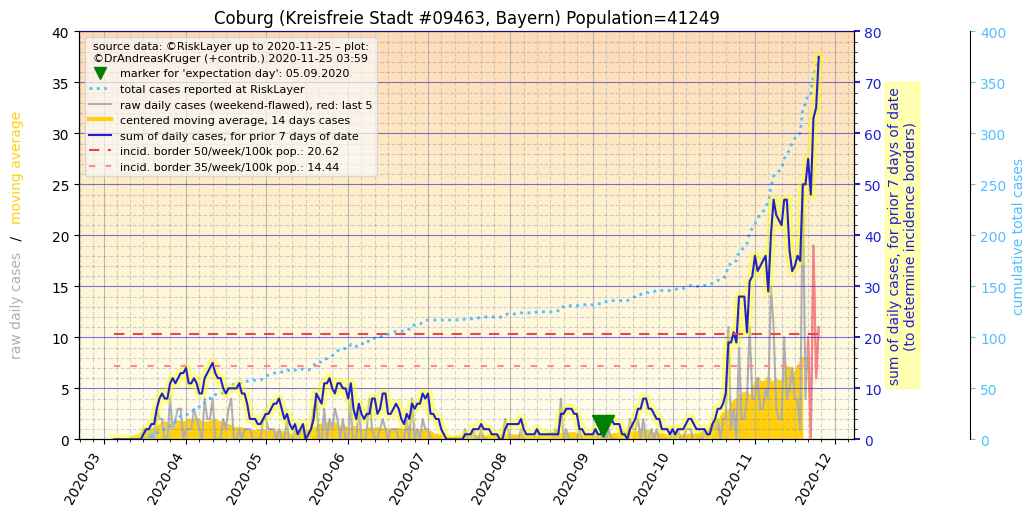 Coburg (Kreisfreie Stadt #09463, Bayern) Population=41249
source data: ©RiskLayer up to 2020-11-25 – plot:
©DrAndreasKruger (+contrib.) 2020-11-25 03:59
marker for 'expectation day': 05.09.2020
total cases reported at RiskLayer
raw daily cases (weekend-flawed), red: last 5
centered moving average, 14 days cases
sum of daily cases, for prior 7 days of date
incid. border 50/week/100k pop.: 20.62
incid. border 35/week/100k pop.: 14.44
raw daily cases / moving average
40
35
30
25
20
15
10
5
0
2020-03
2020-04
2020-05
2020-06
2020-07
2020-08
2020-09
2020-10
2020-11
2020-12
80
70
60
50
40
30
20
10
0
sum of daily cases, for prior 7 days of date
(to determine incidence borders)
400
350
300
250
200
150
100
50
0
cumulative total cases